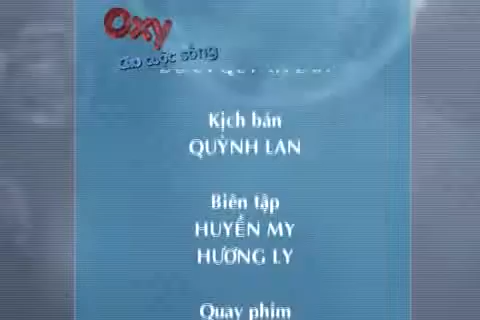 Oxy
cho cuộc sống
Kịch bản
QUỲNH LAN
Biên tập
HUYỀN MY
HƯƠNG LY
Quay phim